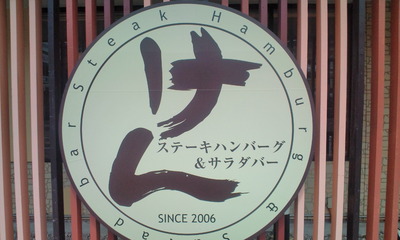 Steak Hamburg & Salad bar
けん
ステーキハンバーグ
&サラダバー
SINCE 2006